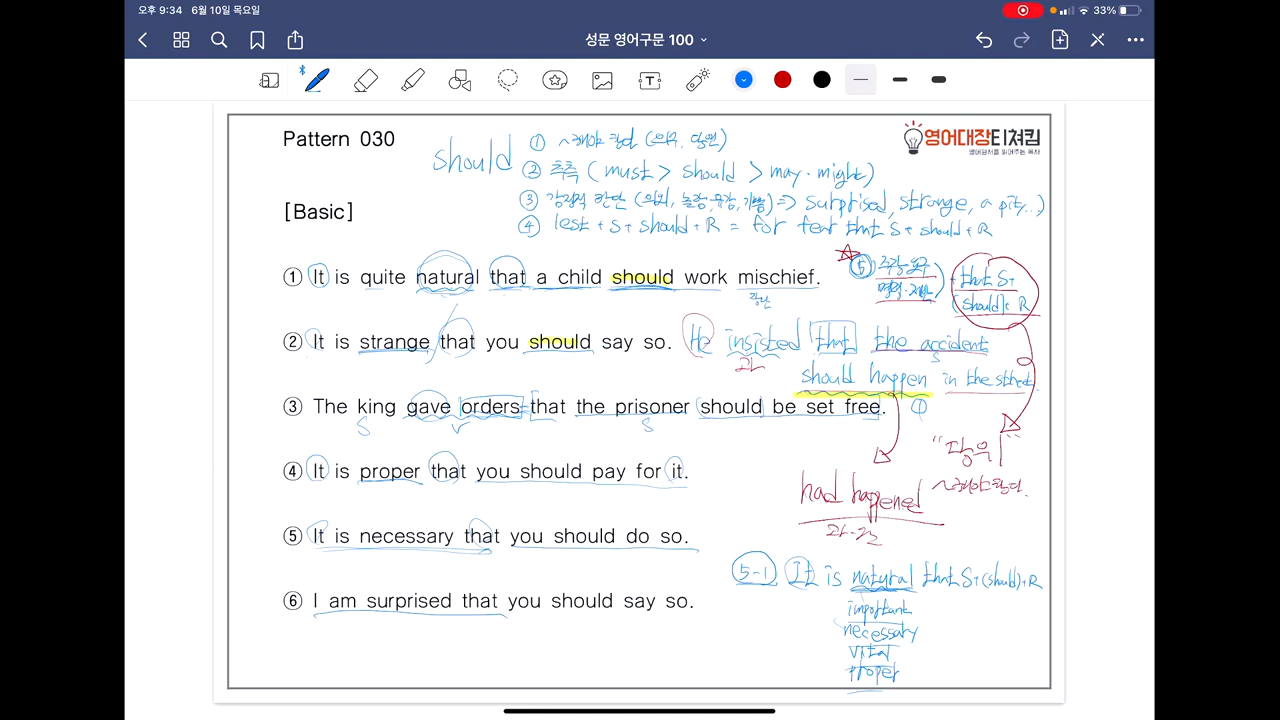 오후 9:34 6월 10일 목요일
33%
성문 영어구문 100
Pattern 030
영어대장티쳐킴
should ① ~해야 한다 (의무, 당연)
② 추측 (must > should > may · might)
③ 감정적 판단 (의외, 놀람·유감, 기쁨) => surprised, strange, a pity...)
④ lest + S + should + R = for fear that S + should + R
[Basic]
① It is quite natural that a child should work mischief.
장난
⑤ 주장·요구
명령·제안
+ that S+
(should)+ R
② It is strange that you should say so.
He insisted that the accident
S
과
should happen in the street.
③ The king gave orders that the prisoner should be set free.
S V S
"당위"
~해야 한다.
④ It is proper that you should pay for it.
had happened
⑤ It is necessary that you should do so.
5-1 It is natural that S+(should)+R
important
necessary
vital
proper
⑥ I am surprised that you should say so.